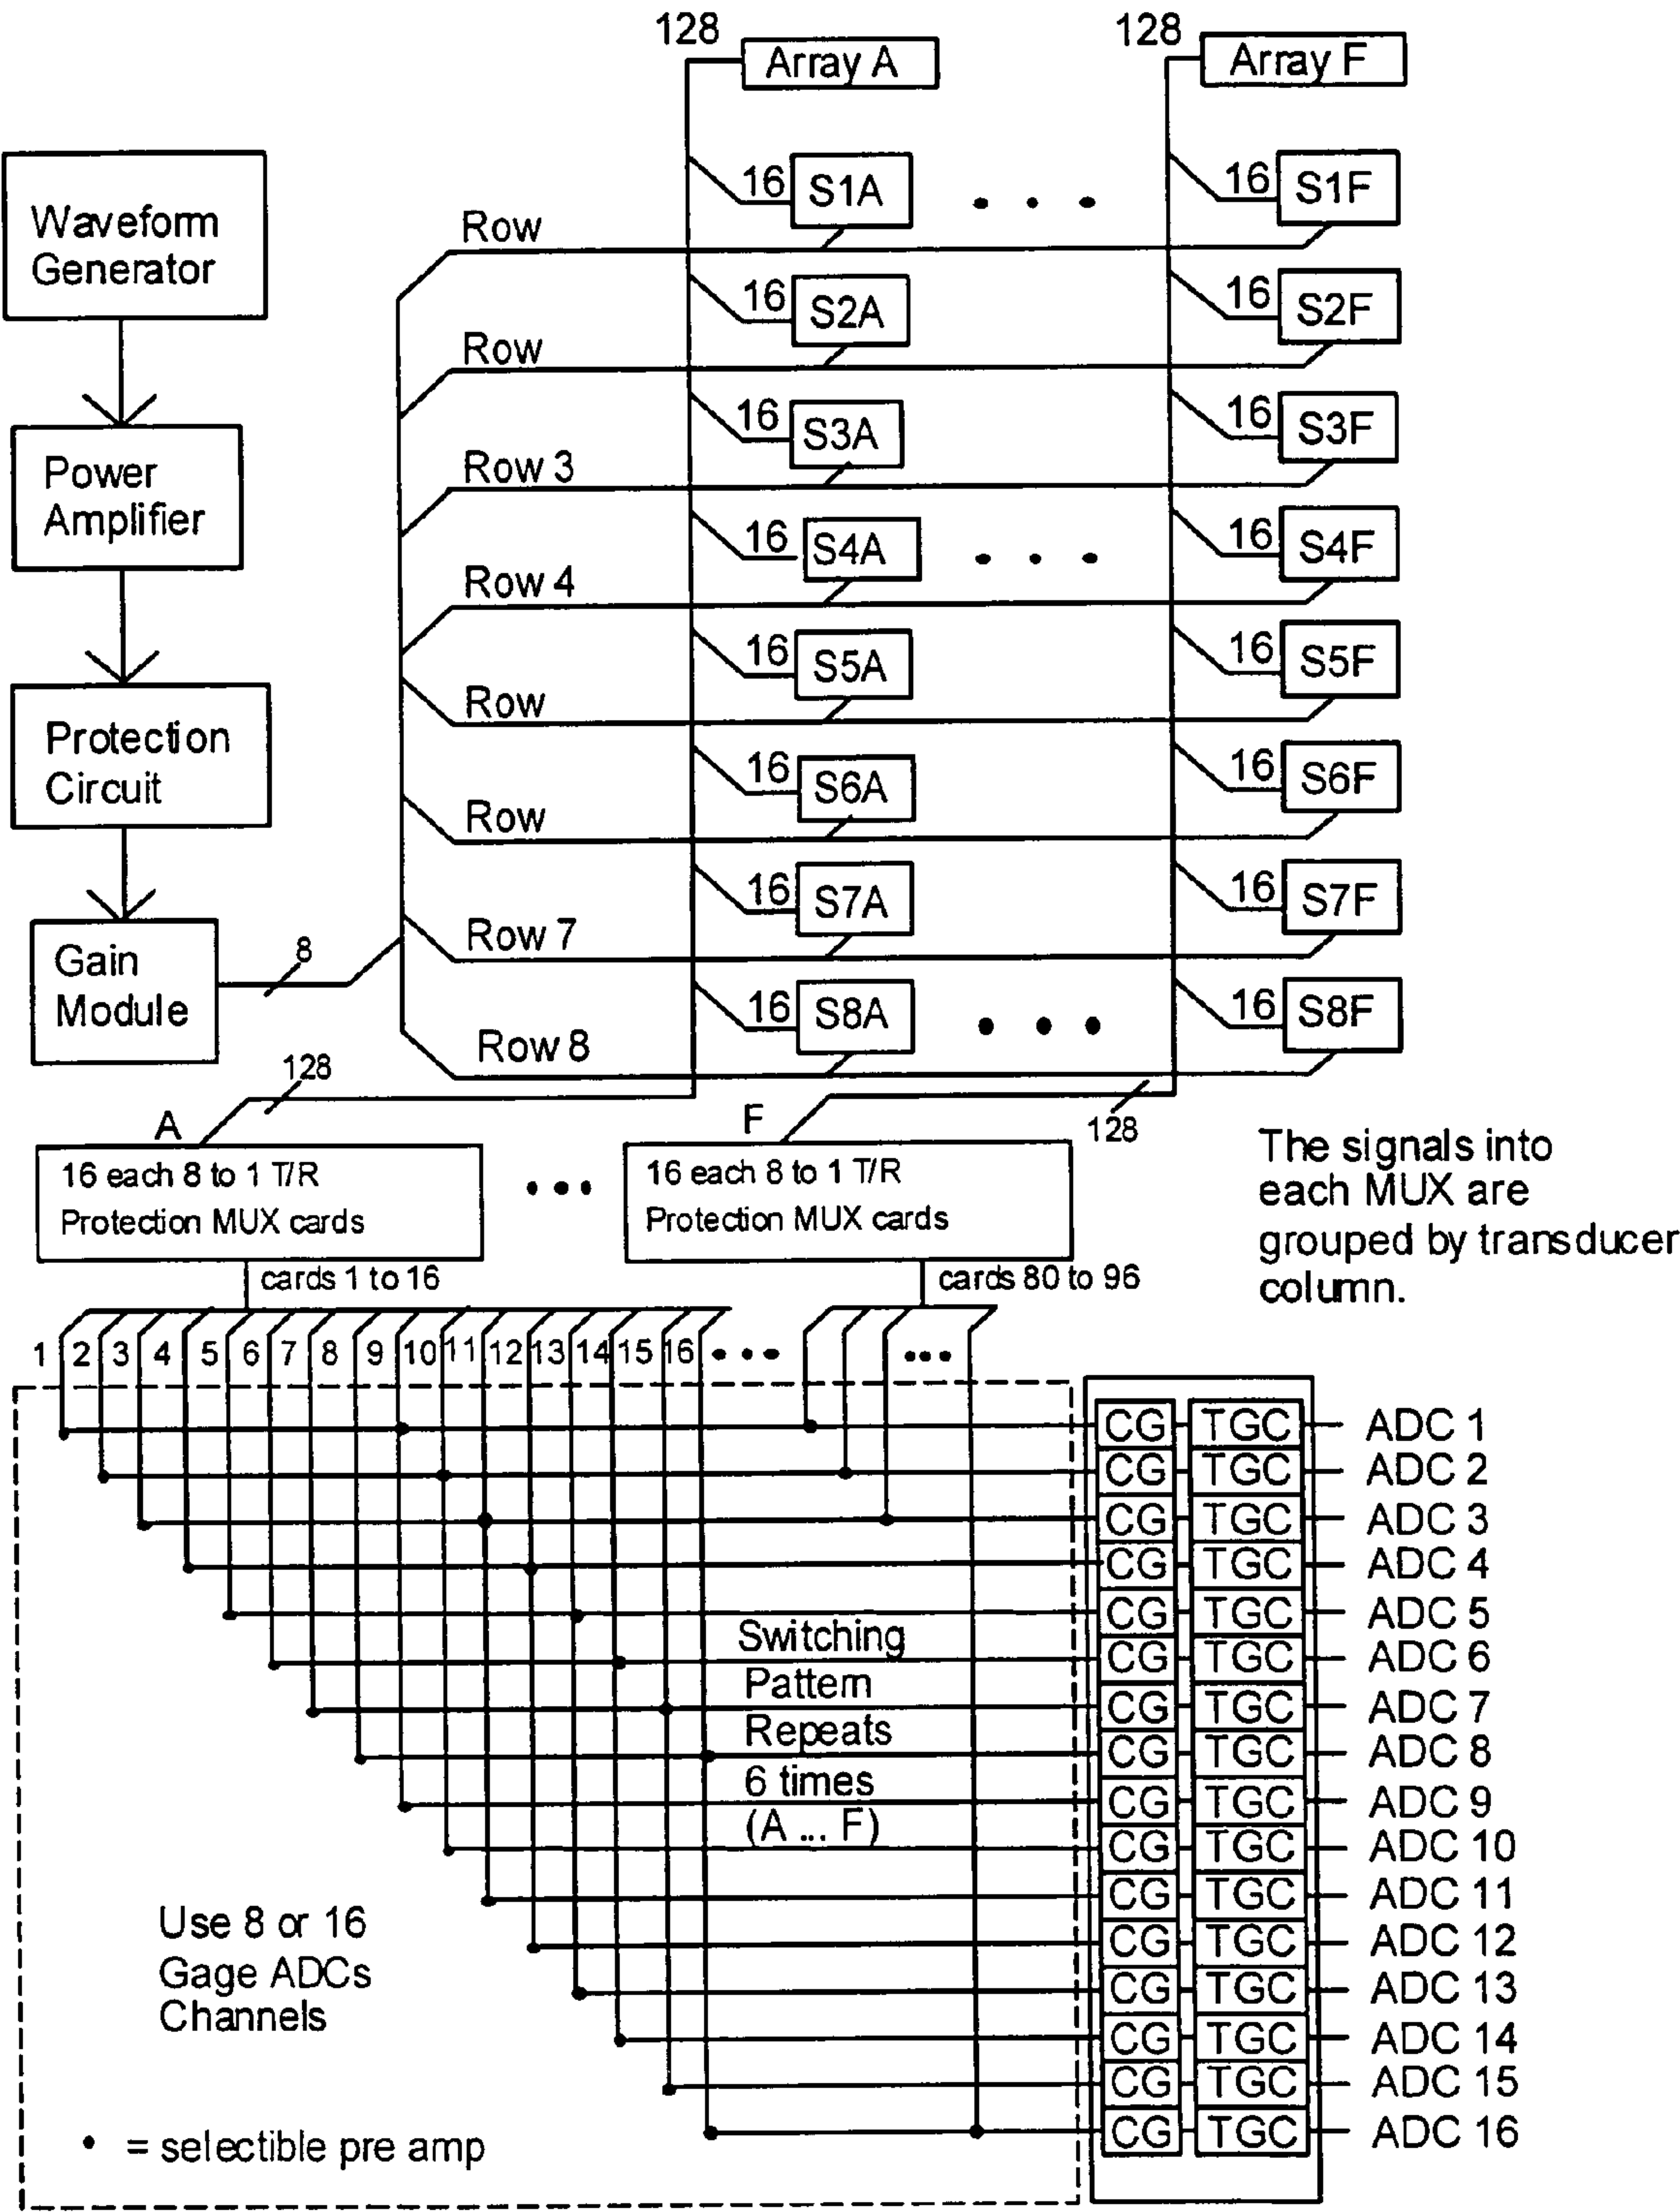 128
Array A
128
Array F
Waveform
Generator
Power
Amplifier
Protection
Circuit
Gain
Module
8
Row
16
S1A
• • •
16
S1F
Row
16
S2A
16
S2F
Row 3
16
S3A
16
S3F
Row 4
16
S4A
• • •
16
S4F
Row
16
S5A
16
S5F
Row
16
S6A
16
S6F
Row 7
16
S7A
16
S7F
Row 8
16
S8A
• • •
16
S8F
128
A
16 each 8 to 1 T/R
Protection MUX cards
cards 1 to 16
• • •
128
F
16 each 8 to 1 T/R
Protection MUX cards
cards 80 to 96
The signals into
each MUX are
grouped by transducer
column.
1 2 3 4 5 6 7 8 9 10 11 12 13 14 15 16 • • • •••
CG TGC ADC 1
CG TGC ADC 2
CG TGC ADC 3
CG TGC ADC 4
CG TGC ADC 5
CG TGC ADC 6
CG TGC ADC 7
CG TGC ADC 8
CG TGC ADC 9
CG TGC ADC 10
CG TGC ADC 11
CG TGC ADC 12
CG TGC ADC 13
CG TGC ADC 14
CG TGC ADC 15
CG TGC ADC 16
Switching
Pattern
Repeats
6 times
(A ... F)
Use 8 or 16
Gage ADCs
Channels
• = selectible pre amp